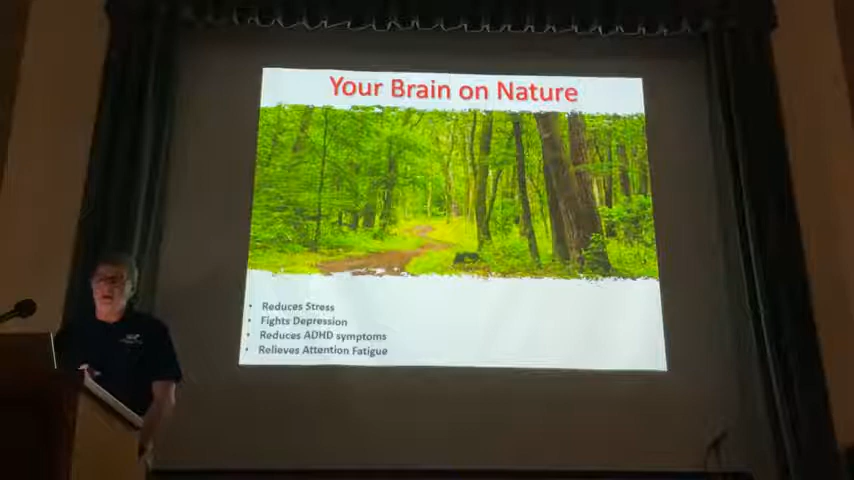 Your Brain on Nature
• Reduces Stress
• Fights Depression
• Reduces ADHD symptoms
• Relieves Attention Fatigue